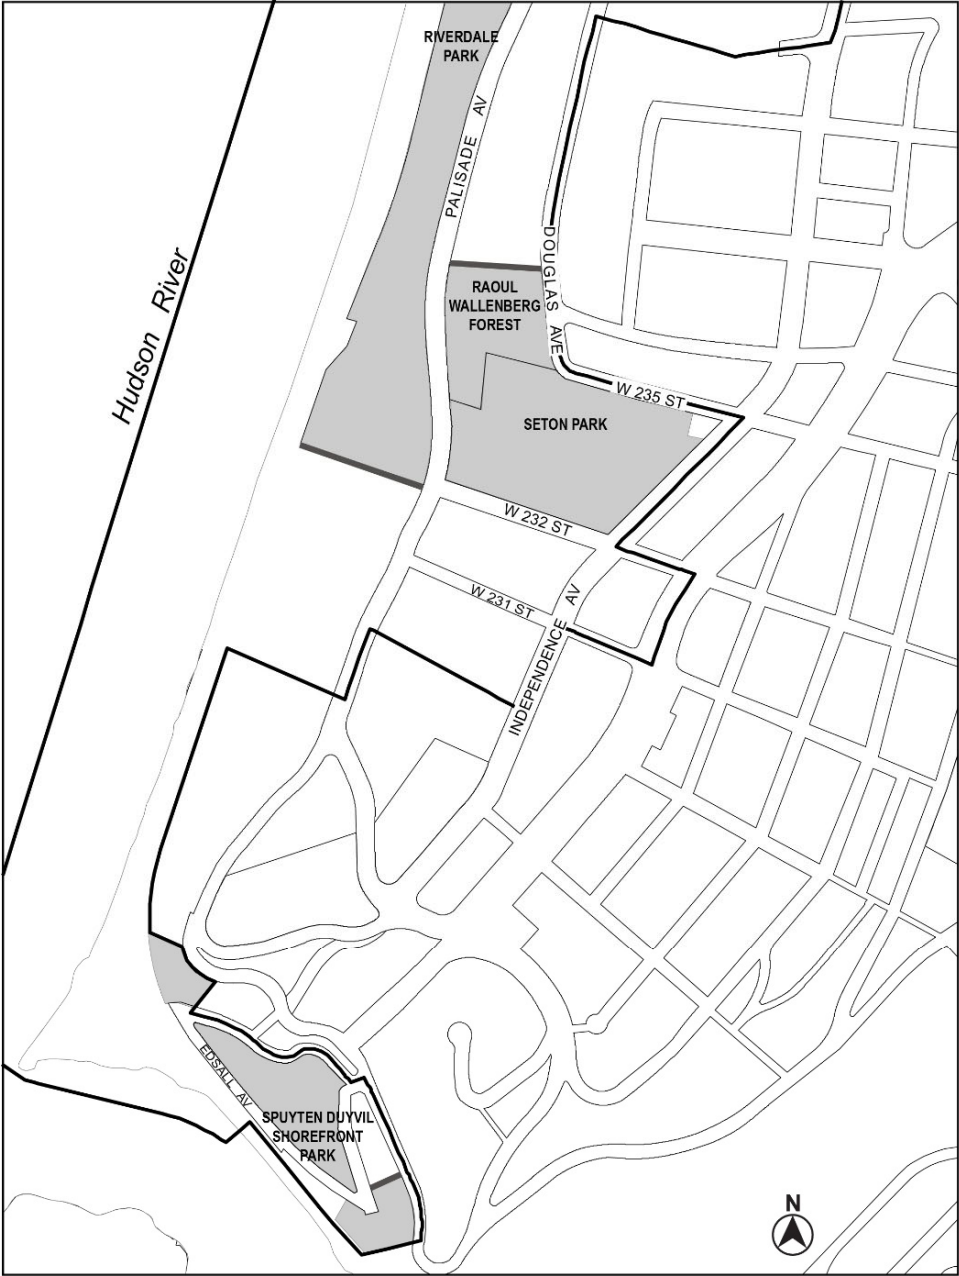 RIVERDALE
PARK
PALISADE AV
Hudson River
DOUGLAS AVE
RAOUL
WALLENBERG
FOREST
W 235 ST
SETON PARK
W 232 ST
W 231 ST
INDEPENDENCE AV
EDSALL AV
SPUYTEN DUYVIL
SHOREFRONT
PARK
N